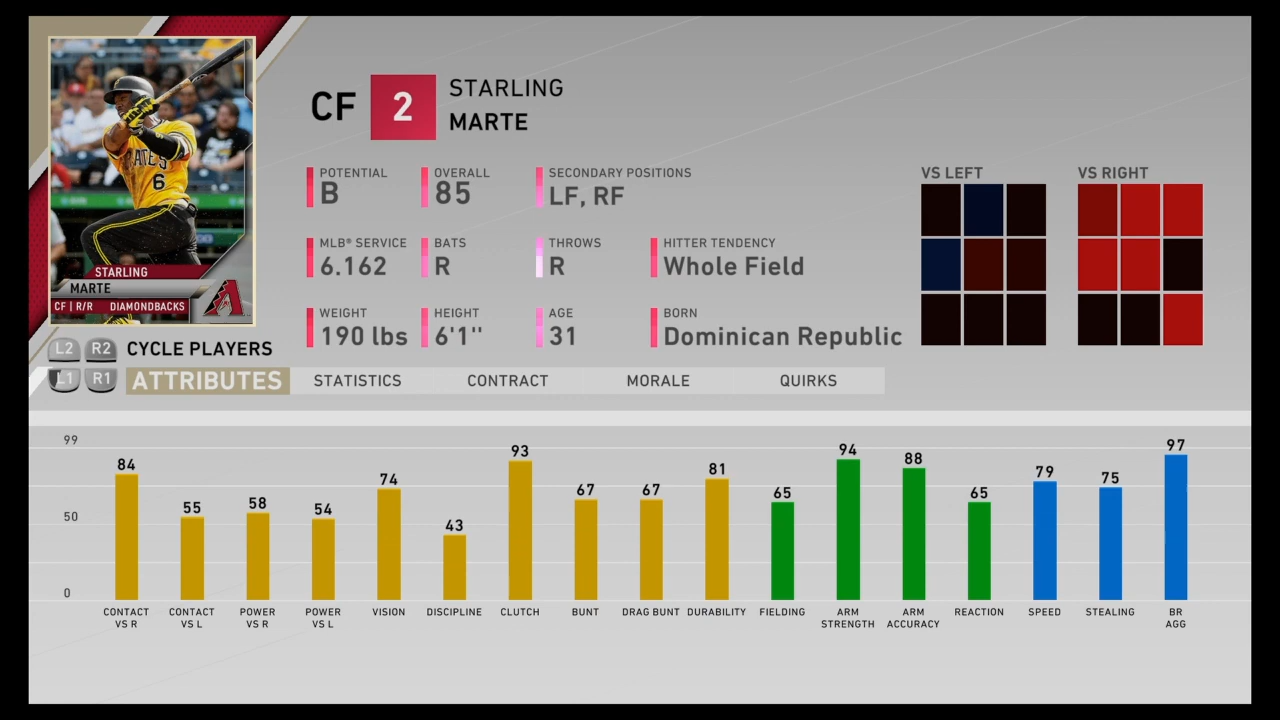 CF 2 STARLING
MARTE
POTENTIAL OVERALL SECONDARY POSITIONS
B 85 LF, RF
MLB® SERVICE BATS THROWS HITTER TENDENCY
6.162 R R Whole Field
WEIGHT HEIGHT AGE BORN
190 lbs 6'1'' 31 Dominican Republic
VS LEFT VS RIGHT
PIRATES
6
STARLING
MARTE
CF | R/R DIAMONDBACKS
A
L2 R2 CYCLE PLAYERS
L1 R1 ATTRIBUTES STATISTICS CONTRACT MORALE QUIRKS
99
50
0
84 55 58 54 74 43 93 67 67 81 65 94 88 65 79 75 97
CONTACT VS R
CONTACT VS L
POWER VS R
POWER VS L
VISION
DISCIPLINE
CLUTCH
BUNT
DRAG BUNT
DURABILITY
FIELDING
ARM STRENGTH
ARM ACCURACY
REACTION
SPEED
STEALING
BR AGG